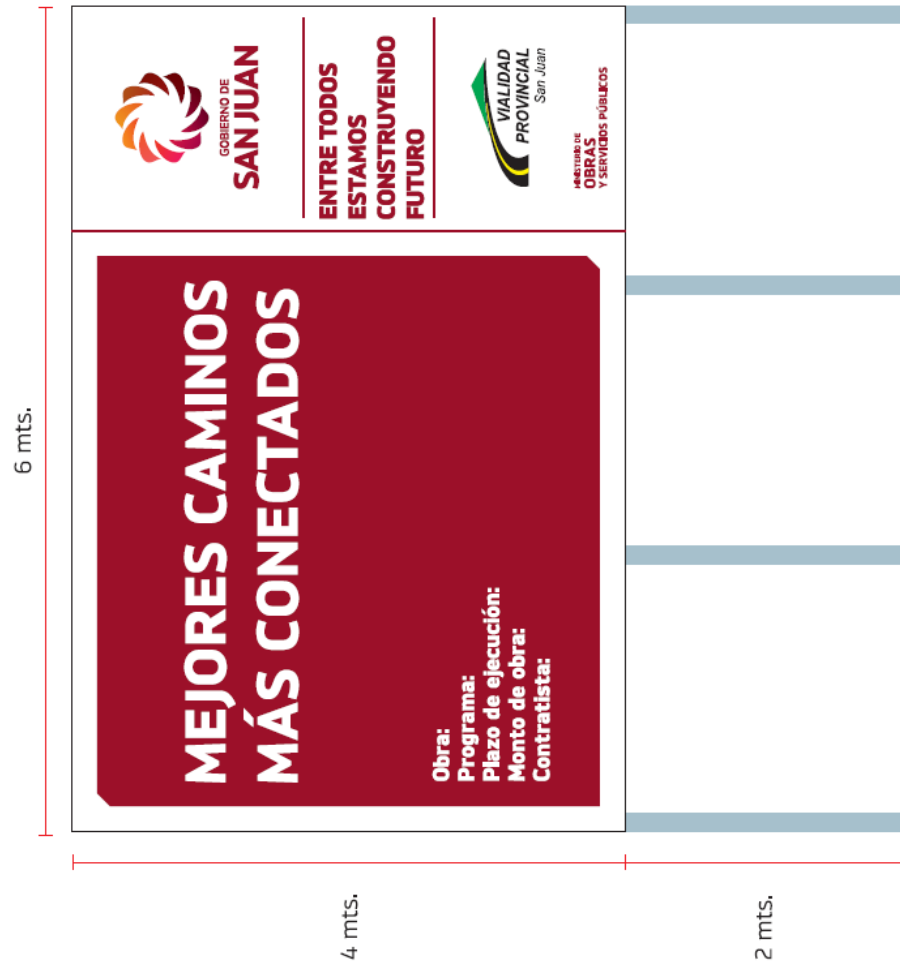 MEJORES CAMINOS
MÁS CONECTADOS
Obra:
Programa:
Plazo de ejecución:
Monto de obra:
Contratista:
GOBIERNO DE
SAN JUAN
ENTRE TODOS
ESTAMOS
CONSTRUYENDO
FUTURO
VIALIDAD
PROVINCIAL
San Juan
MINISTERIO DE
OBRAS
Y SERVICIOS PÚBLICOS
6 mts.
4 mts.
2 mts.